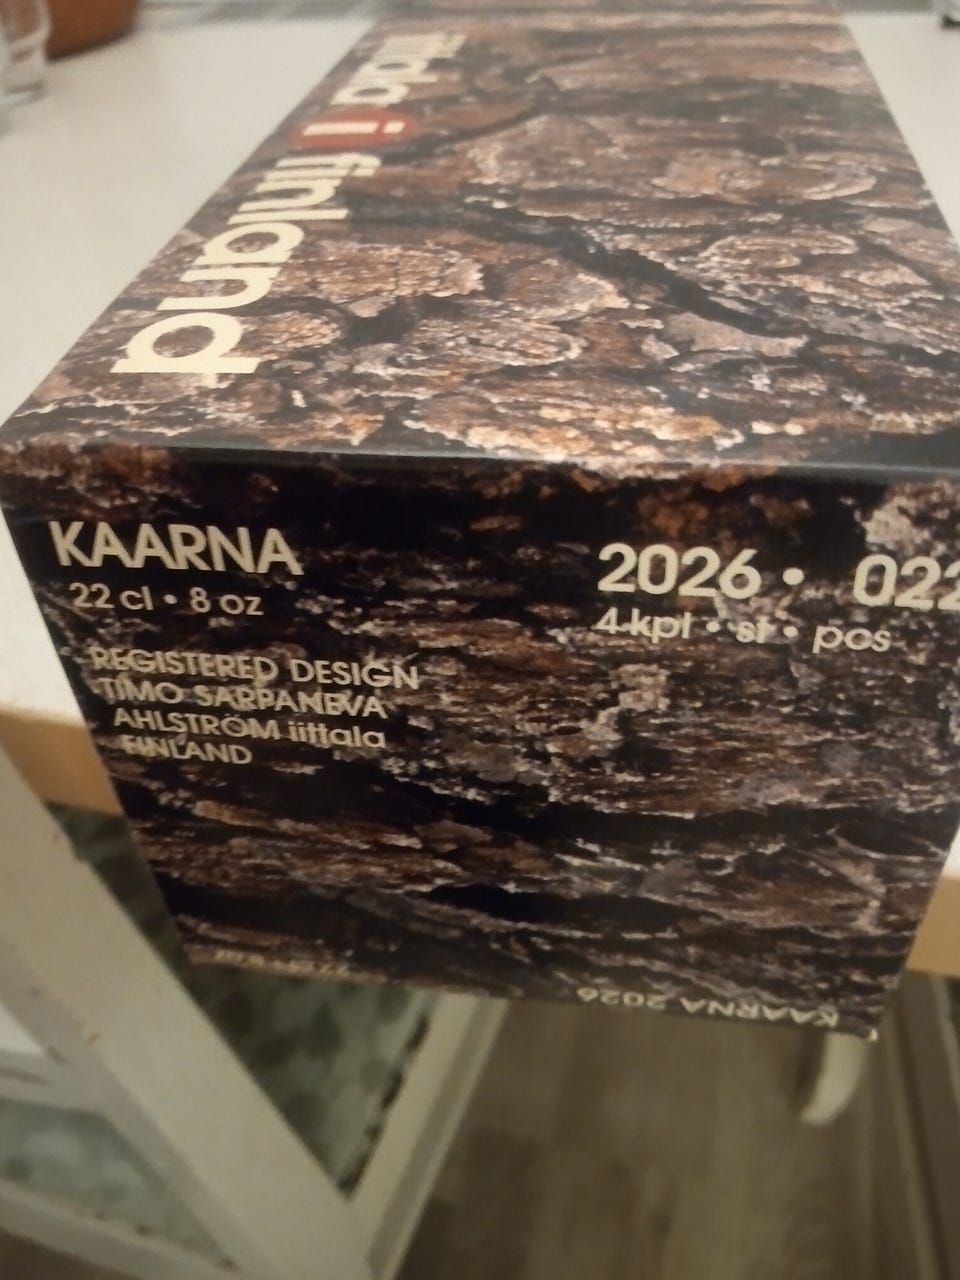 iittala i finland
KAARNA
22 cl • 8 oz
REGISTERED DESIGN
TIMO SARPANEVA
AHLSTRÖM iittala
FINLAND
2026 • 022
4 kpl • st • pcs
KAARNA 2026